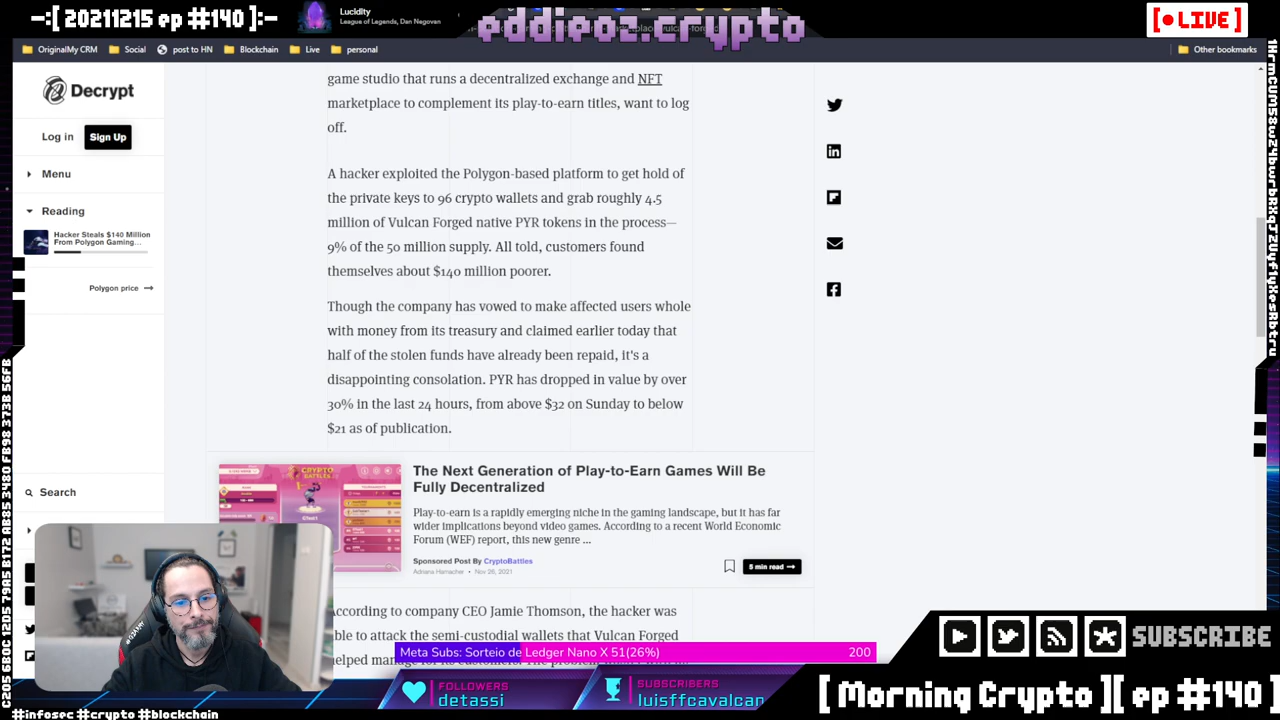 -:[ 20211215 ep #140 ]:-
Lucidity
League of Legends, Dan Negovan
eddieoz.crypto
[ • LIVE ]
OriginalMy CRM
Social
post to HN
Blockchain
Live
personal
Other bookmarks
Decrypt
Log in
Sign Up
Menu
Reading
Hacker Steals $140 Million
From Polygon Gaming...
Polygon price
Search
game studio that runs a decentralized exchange and NFT
marketplace to complement its play-to-earn titles, want to log
off.
A hacker exploited the Polygon-based platform to get hold of
the private keys to 96 crypto wallets and grab roughly 4.5
million of Vulcan Forged native PYR tokens in the process—
9% of the 50 million supply. All told, customers found
themselves about $140 million poorer.
Though the company has vowed to make affected users whole
with money from its treasury and claimed earlier today that
half of the stolen funds have already been repaid, it's a
disappointing consolation. PYR has dropped in value by over
30% in the last 24 hours, from above $32 on Sunday to below
$21 as of publication.
The Next Generation of Play-to-Earn Games Will Be
Fully Decentralized
Play-to-earn is a rapidly emerging niche in the gaming landscape, but it has far
wider implications beyond video games. According to a recent World Economic
Forum (WEF) report, this new genre ...
Sponsored Post By CryptoBattles
Adriana Hamacher • Nov 26, 2021
5 min read
CRYPTO
BATTLES
According to company CEO Jamie Thomson, the hacker was
able to attack the semi-custodial wallets that Vulcan Forged
Meta Subs: Sorteio de Ledger Nano X 51(26%)
200
FOLLOWERS
detassi
SUBSCRIBERS
luisffcavalcan
SUBSCRIBE
[ Morning Crypto ][ ep #140 ]
#infosec #crypto #blockchain